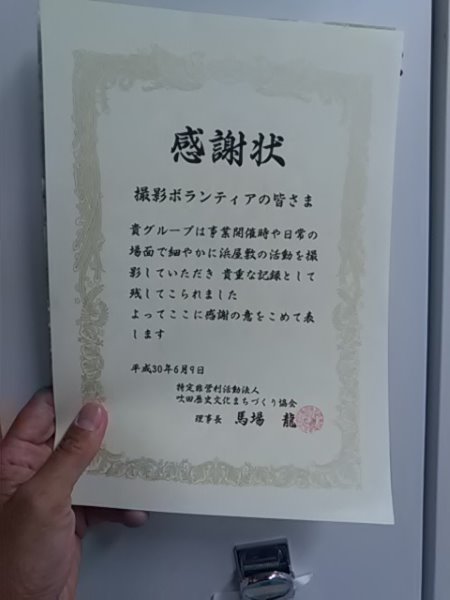 感謝状
撮影ボランティアの皆さま
貴グループは事業開催時や日常の
場面で細やかに浜屋敷の活動を撮
影していただき 貴重な記録として
残してこられました
よってここに感謝の意をこめて表
します
平成30年6月9日
特定非営利活動法人
吹田歴史文化まちづくり協会
理事長 馬場 龍